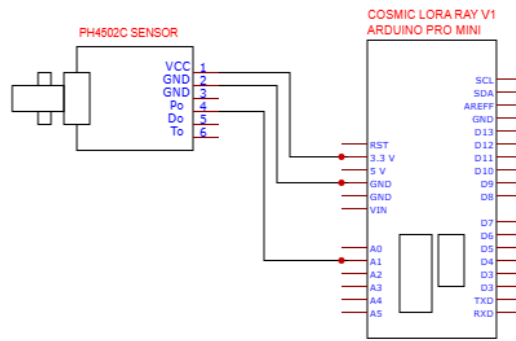 COSMIC LORA RAY V1
ARDUINO PRO MINI
PH4502C SENSOR
VCC 1
GND 2
GND 3
Po 4
Do 5
To 6
RST
3.3 V
5 V
GND
GND
VIN
A0
A1
A2
A3
A4
A5
SCL
SDA
AREFF
GND
D13
D12
D11
D10
D9
D8
D7
D6
D5
D4
D3
D3
TXD
RXD